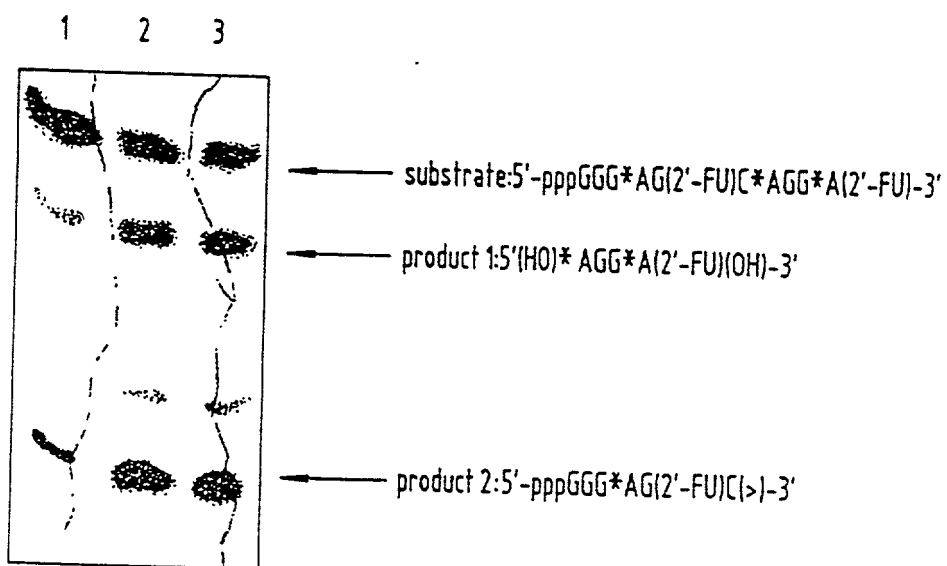 1 2 3
substrate:5'-pppGGG*AG(2'-FU)C*AGG*A(2'-FU)-3'
product 1:5'(HO)* AGG*A(2'-FU)(OH)-3'
product 2:5'-pppGGG*AG(2'-FU)C(>)-3'